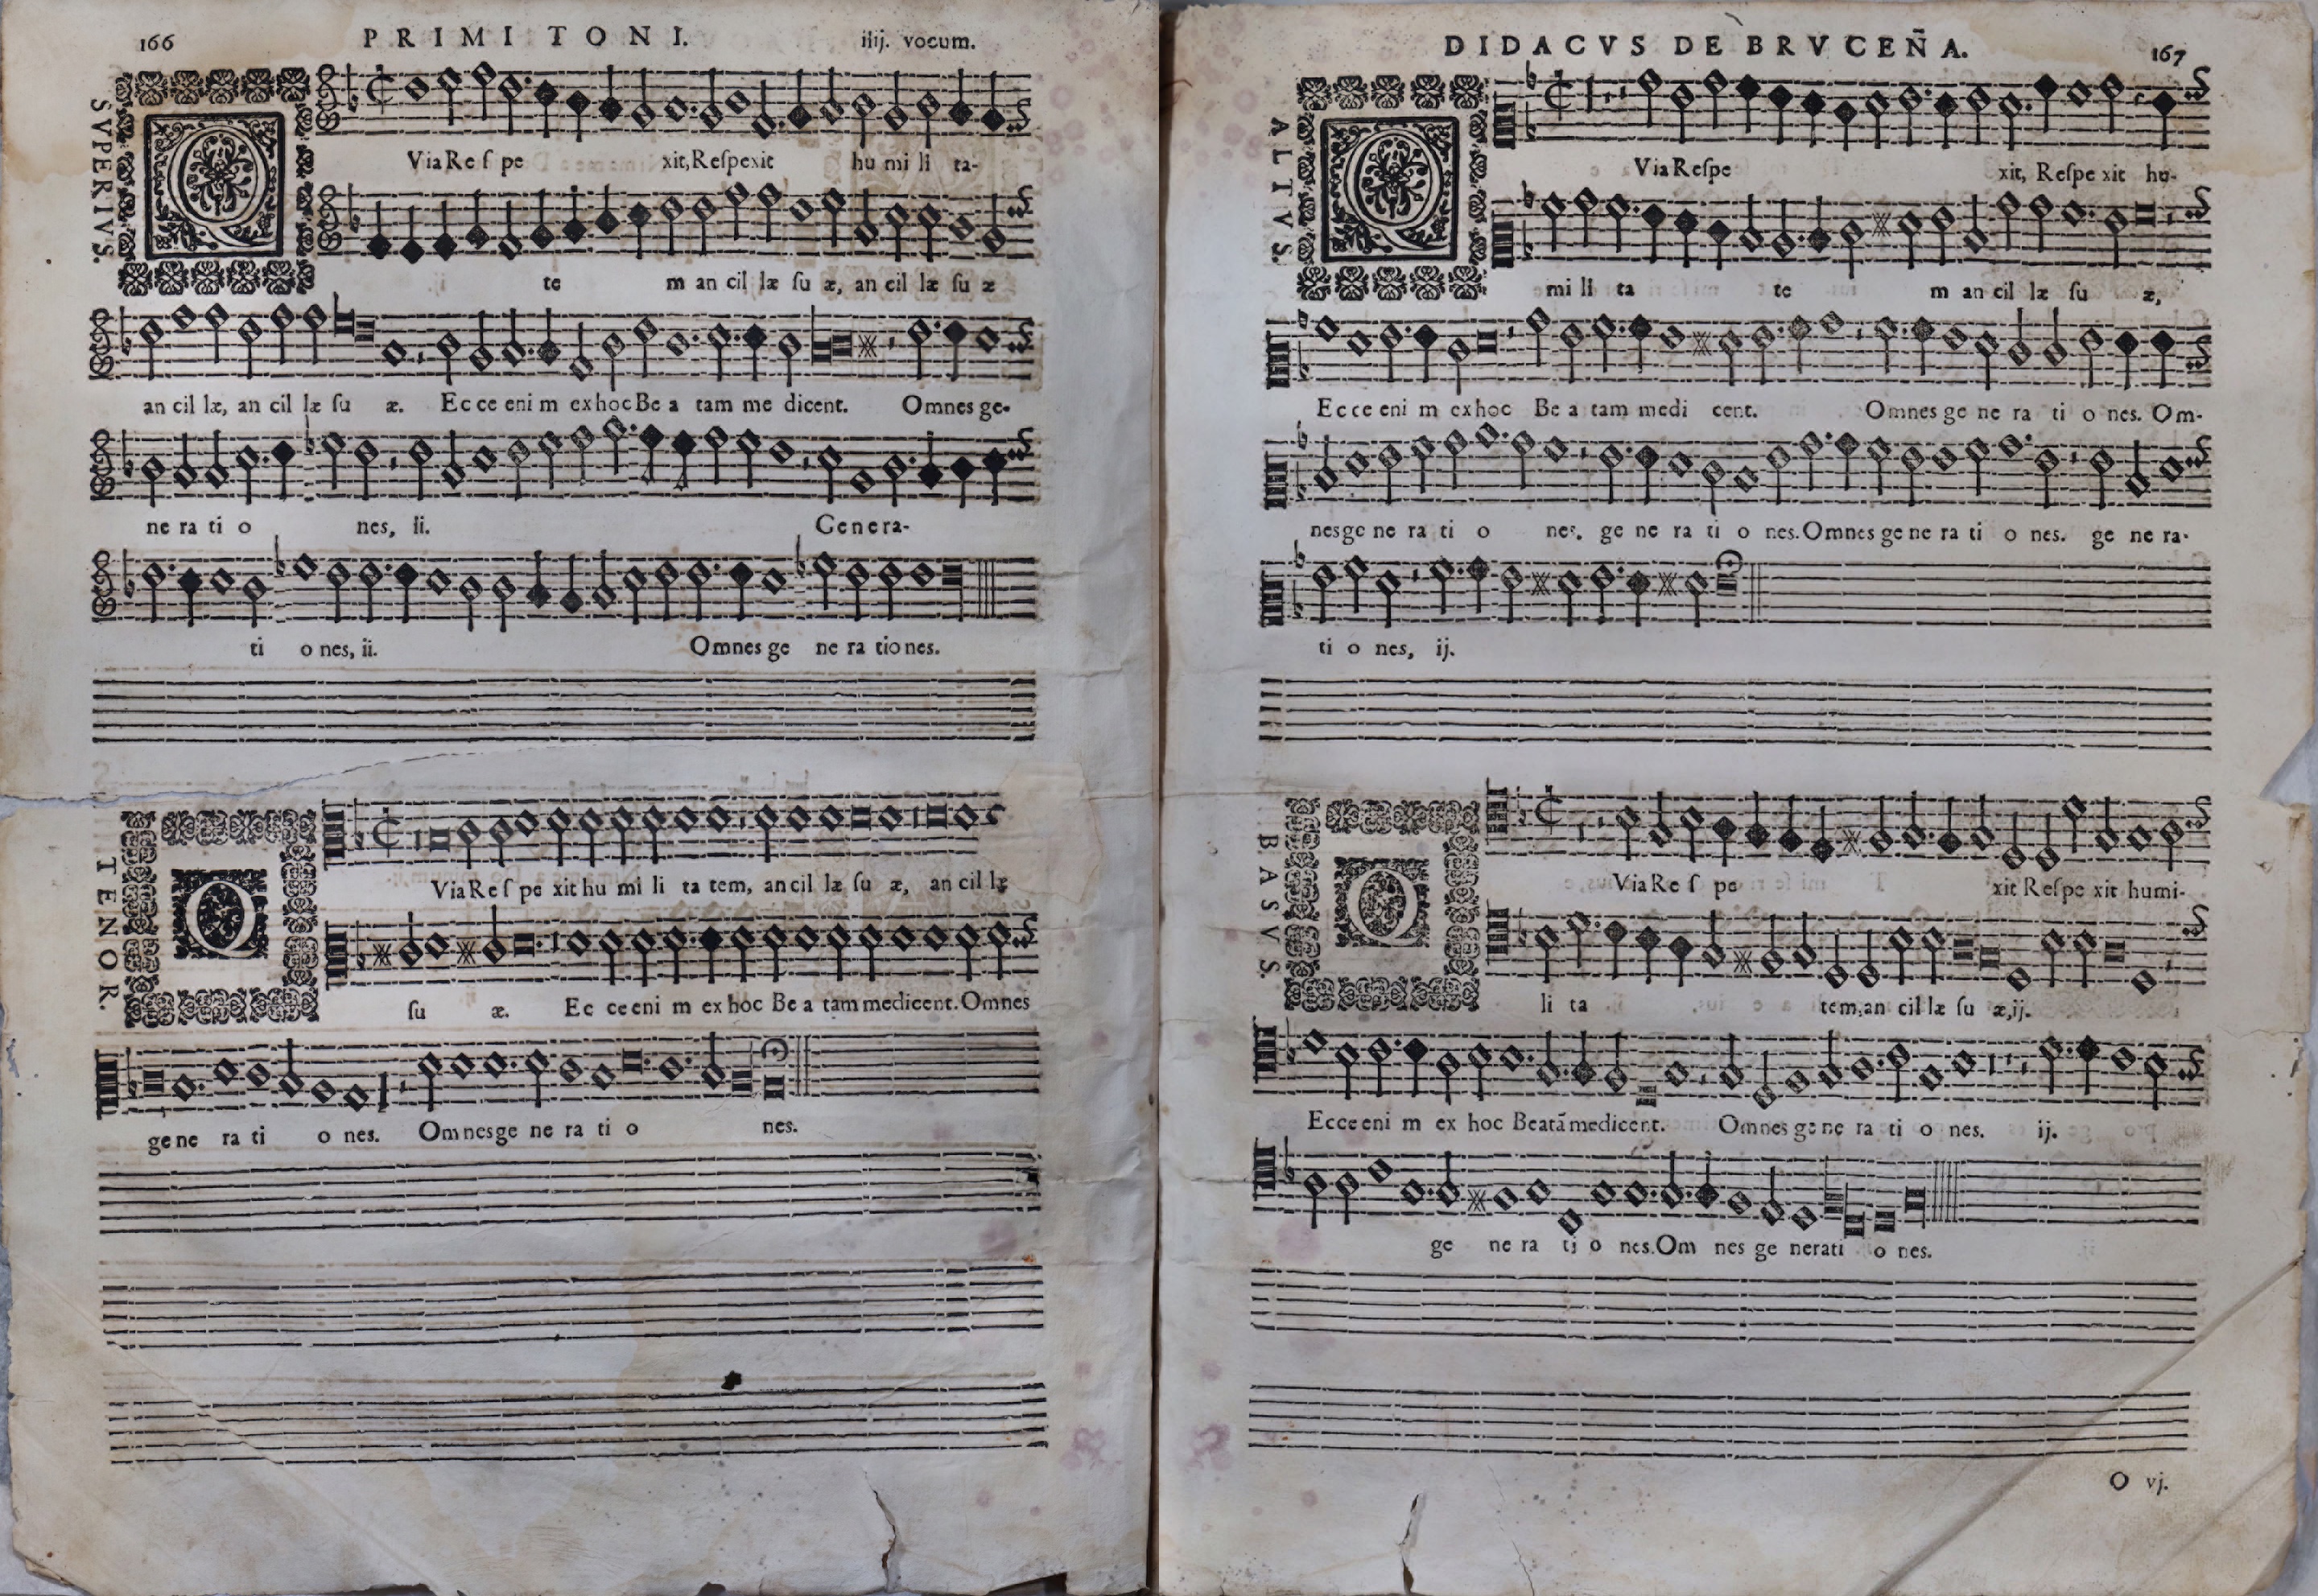 166 PRIMI TONI. iiij. vocum.
SVPERIVS.
Q
Via Re ſ pe xit, Reſpexit hu mi li ta-
te m an cil læ ſu æ, an cil læ ſu æ
an cil læ, an cil læ ſu æ. Ec ce eni m ex hoc Be a tam me dicent. Omnes ge-
ne ra ti o nes, ii. Genera-
ti o nes, ii. Omnes ge ne ra tio nes.
TENOR.
Q
Via Re ſ pe xit hu mi li ta tem, an cil læ ſu æ, an cil læ
ſu æ. Ec ce eni m ex hoc Be a tam medicent. Omnes
ge ne ra ti o nes. Omnes ge ne ra ti o nes.
DIDACVS DE BRVCEÑA. 167
ALTVS.
Q
Via Reſpe xit, Reſpe xit hu-
mi li ta te m an cil læ ſu æ,
Ec ce eni m ex hoc Be a tam medi cent. Omnes ge ne ra ti o nes. Om-
nes ge ne ra ti o nes. ge ne ra ti o nes. Omnes ge ne ra ti o nes. ge ne ra-
ti o nes, ij.
BASVS.
Q
Via Re ſ pe xit Reſpe xit humi-
li ta tem, an cil læ ſu æ, ij.
Ecce eni m ex hoc Beatã medicent. Omnes ge ne ra ti o nes. ij.
ge ne ra ti o nes. Om nes ge nerati o nes.
O vj.